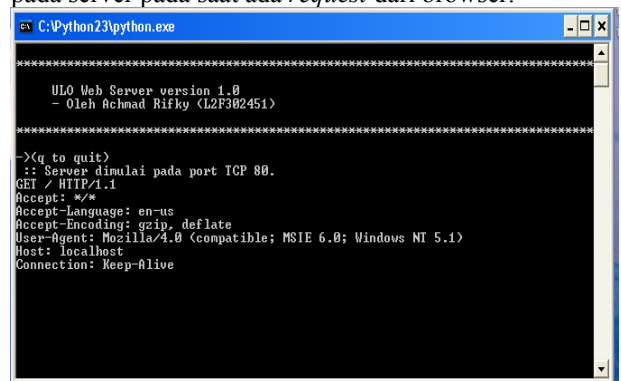 pada server pada saat ada request dari browser.
C:\Python23\python.exe
******************************************************************************
ULO Web Server version 1.0
- Oleh Achmad Rifky (L2F302451)
******************************************************************************
->(q to quit)
:: Server dimulai pada port TCP 80.
GET / HTTP/1.1
Accept: */*
Accept-Language: en-us
Accept-Encoding: gzip, deflate
User-Agent: Mozilla/4.0 (compatible; MSIE 6.0; Windows NT 5.1)
Host: localhost
Connection: Keep-Alive